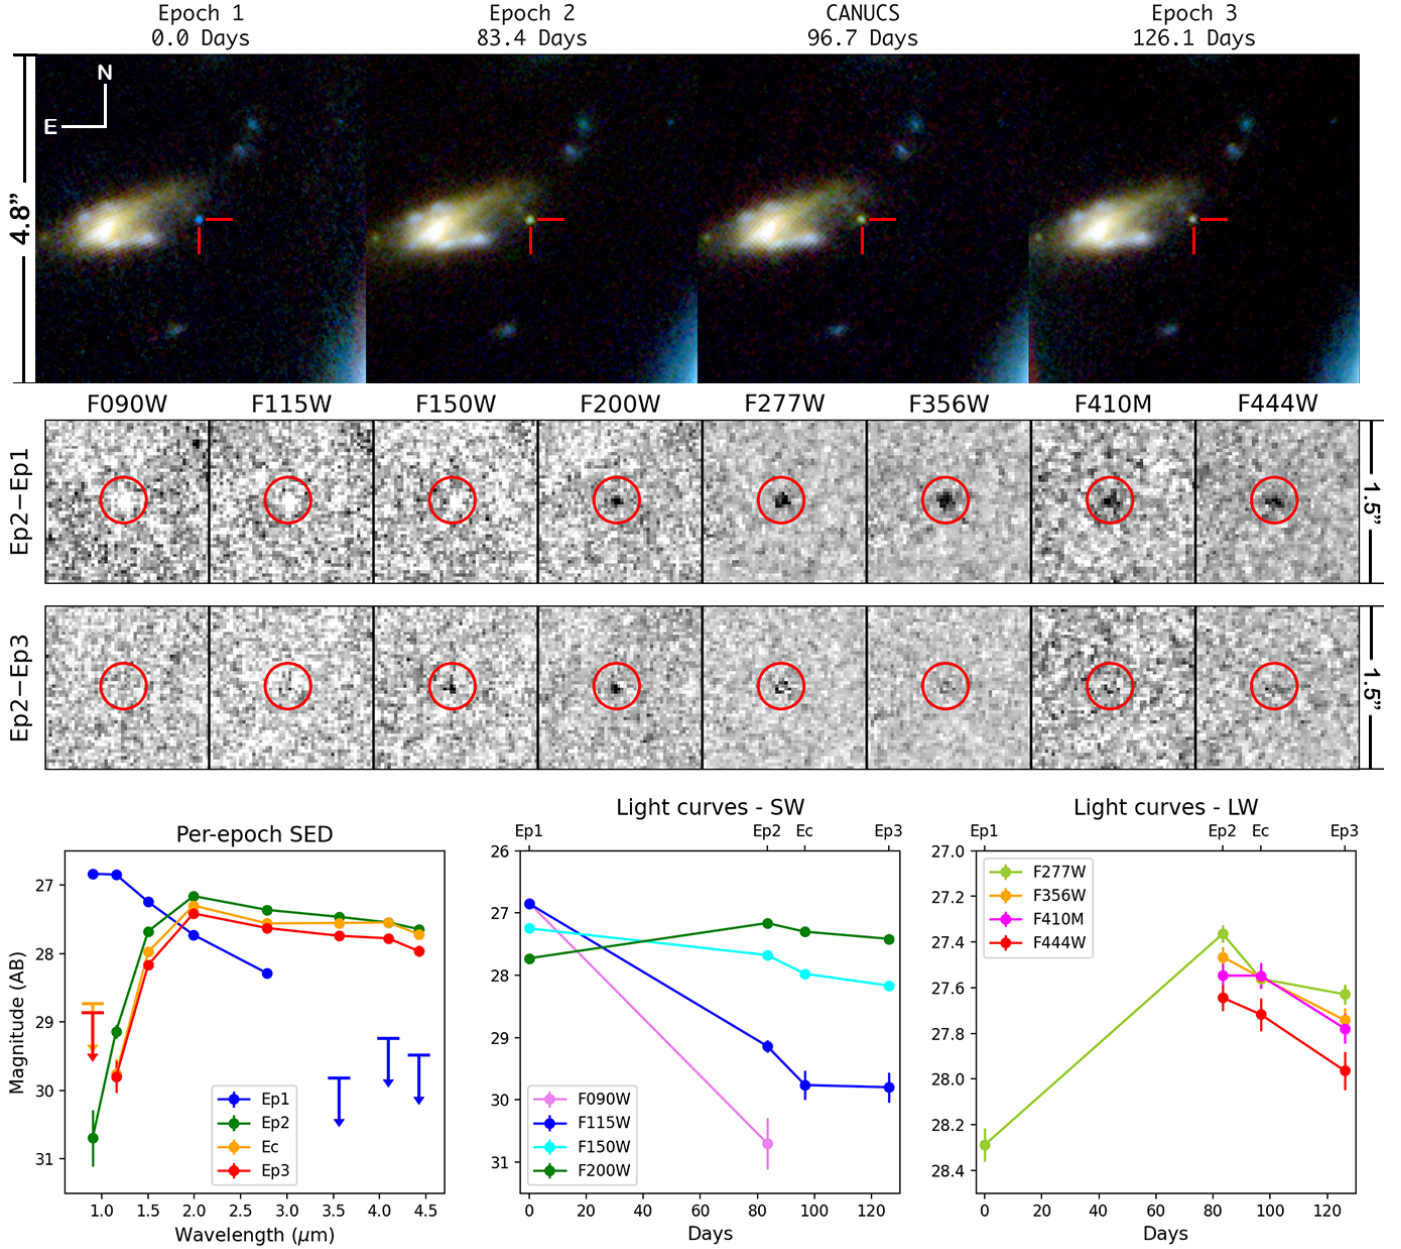 Epoch 1 Epoch 2 CANUCS Epoch 3
0.0 Days 83.4 Days 96.7 Days 126.1 Days
N
E
4.8”
F090W F115W F150W F200W F277W F356W F410M F444W
Ep2−Ep1
1.5”
Ep2−Ep3
1.5”
Per-epoch SED
Magnitude (AB)
27
28
29
30
31
Ep1
Ep2
Ec
Ep3
1.0 1.5 2.0 2.5 3.0 3.5 4.0 4.5
Wavelength (μm)
Light curves - SW
Ep1 Ep2 Ec Ep3
26
27
28
29
30
31
F090W
F115W
F150W
F200W
0 20 40 60 80 100 120
Days
Light curves - LW
Ep1 Ep2 Ec Ep3
27.0
27.2
27.4
27.6
27.8
28.0
28.2
28.4
F277W
F356W
F410M
F444W
0 20 40 60 80 100 120
Days